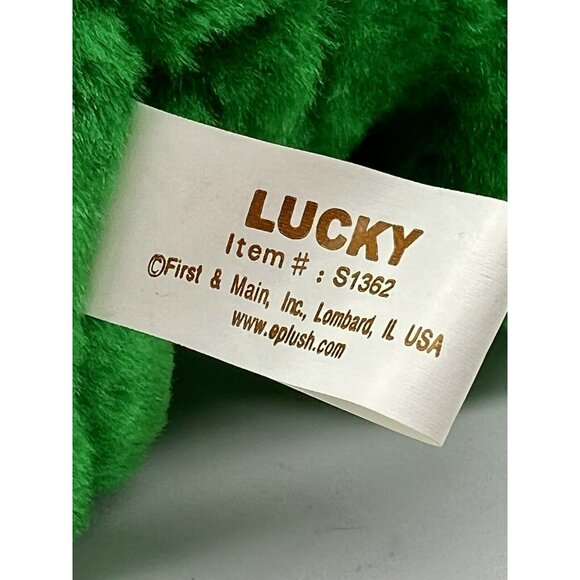 LUCKY
Item # : S1362
©First & Main, Inc., Lombard, IL USA
www.eplush.com